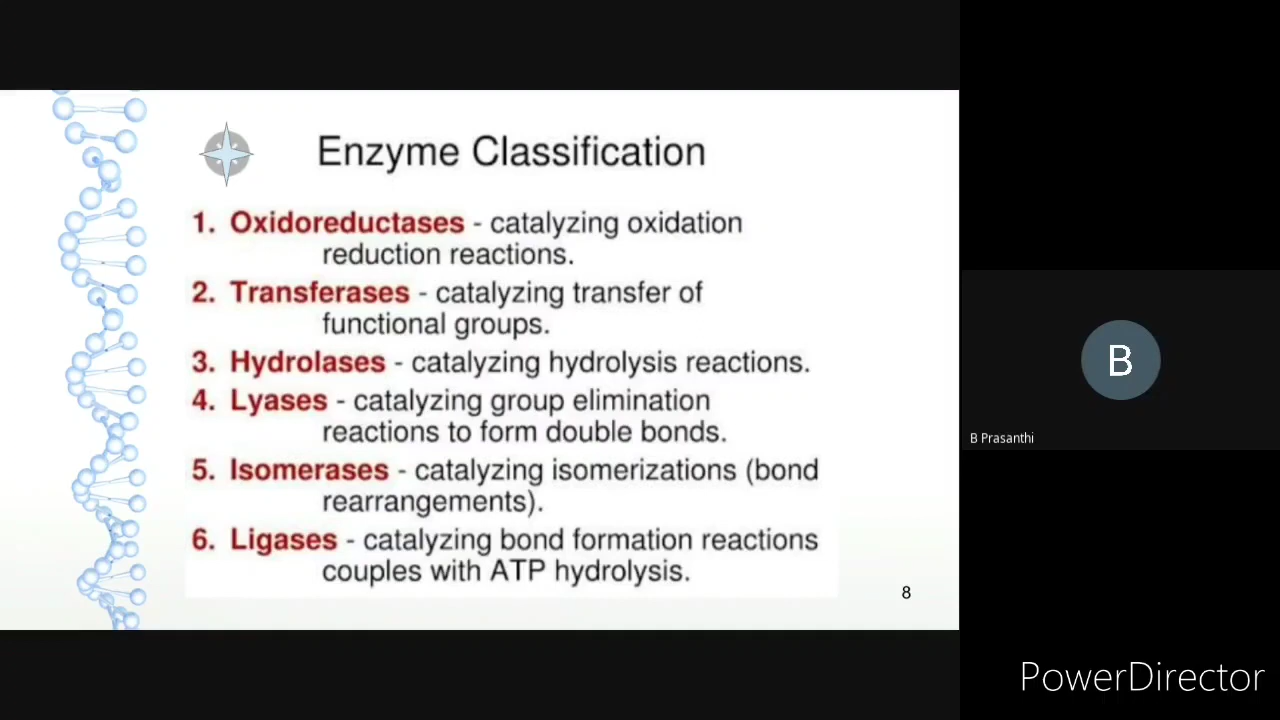 Enzyme Classification
1. Oxidoreductases - catalyzing oxidation
reduction reactions.
2. Transferases - catalyzing transfer of
functional groups.
3. Hydrolases - catalyzing hydrolysis reactions.
4. Lyases - catalyzing group elimination
reactions to form double bonds.
5. Isomerases - catalyzing isomerizations (bond
rearrangements).
6. Ligases - catalyzing bond formation reactions
couples with ATP hydrolysis.
8
B
B Prasanthi
PowerDirector